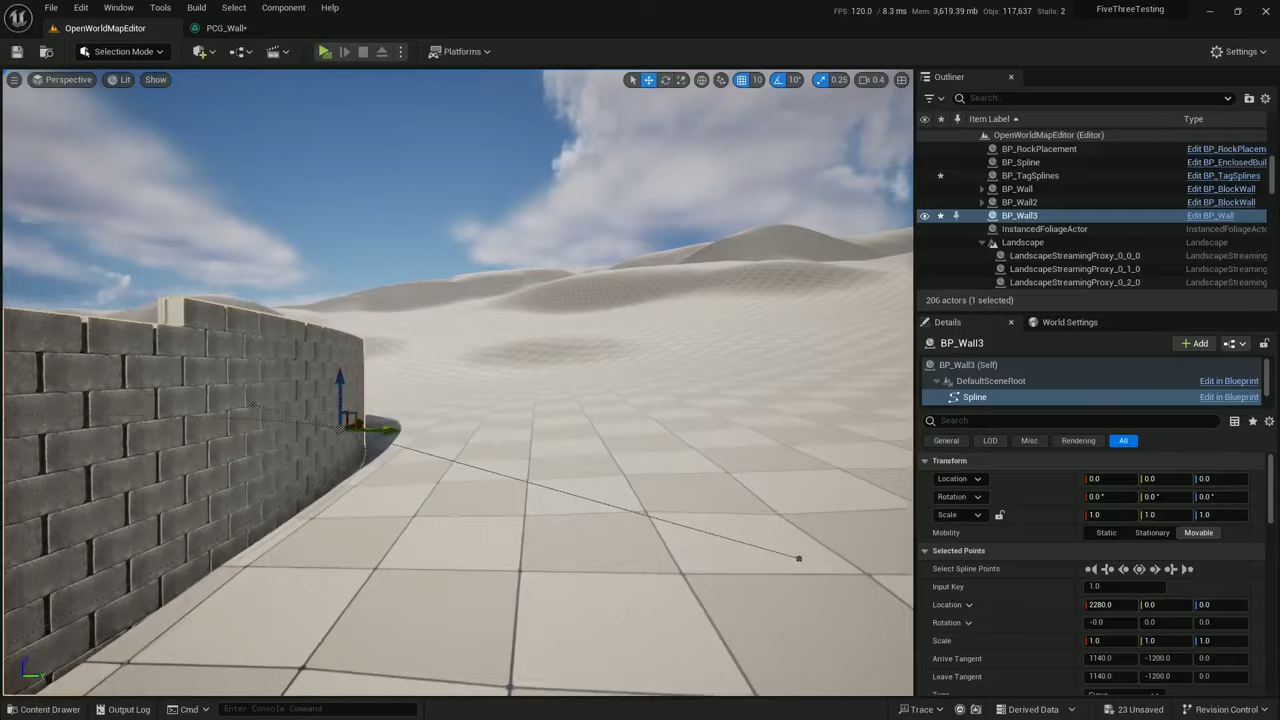 File Edit Window Tools Build Select Component Help
FPS: 120.0 / 8.3 ms Mem: 3,619.39 mb Objs: 117,637 Stalls: 2
FiveThreeTesting
OpenWorldMapEditor
PCG_Wall*
Selection Mode
Platforms
Settings
Perspective Lit Show
10 10° 0.25 0.4
Outliner
Search...
Item Label Type
OpenWorldMapEditor (Editor)
BP_RockPlacement Edit BP_RockPlacem
BP_Spline Edit BP_EnclosedBuil
BP_TagSplines Edit BP_TagSplines
BP_Wall Edit BP_BlockWall
BP_Wall2 Edit BP_BlockWall
BP_Wall3 Edit BP_Wall
InstancedFoliageActor InstancedFoliageActo
Landscape Landscape
LandscapeStreamingProxy_0_0_0 LandscapeStreaming
LandscapeStreamingProxy_0_1_0 LandscapeStreaming
LandscapeStreamingProxy_0_2_0 LandscapeStreaming
206 actors (1 selected)
Details
World Settings
BP_Wall3
Add
BP_Wall3 (Self)
DefaultSceneRoot Edit in Blueprint
Spline Edit in Blueprint
Search
General LOD Misc Rendering All
Transform
Location 0.0 0.0 0.0
Rotation 0.0° 0.0° 0.0°
Scale 1.0 1.0 1.0
Mobility Static Stationary Movable
Selected Points
Select Spline Points
Input Key 1.0
Location 2280.0 0.0 0.0
Rotation -0.0 0.0 0.0
Scale 1.0 1.0 1.0
Arrive Tangent 1140.0 -1200.0 0.0
Leave Tangent 1140.0 -1200.0 0.0
Content Drawer Output Log Cmd Enter Console Command
Trace Derived Data 23 Unsaved Revision Control